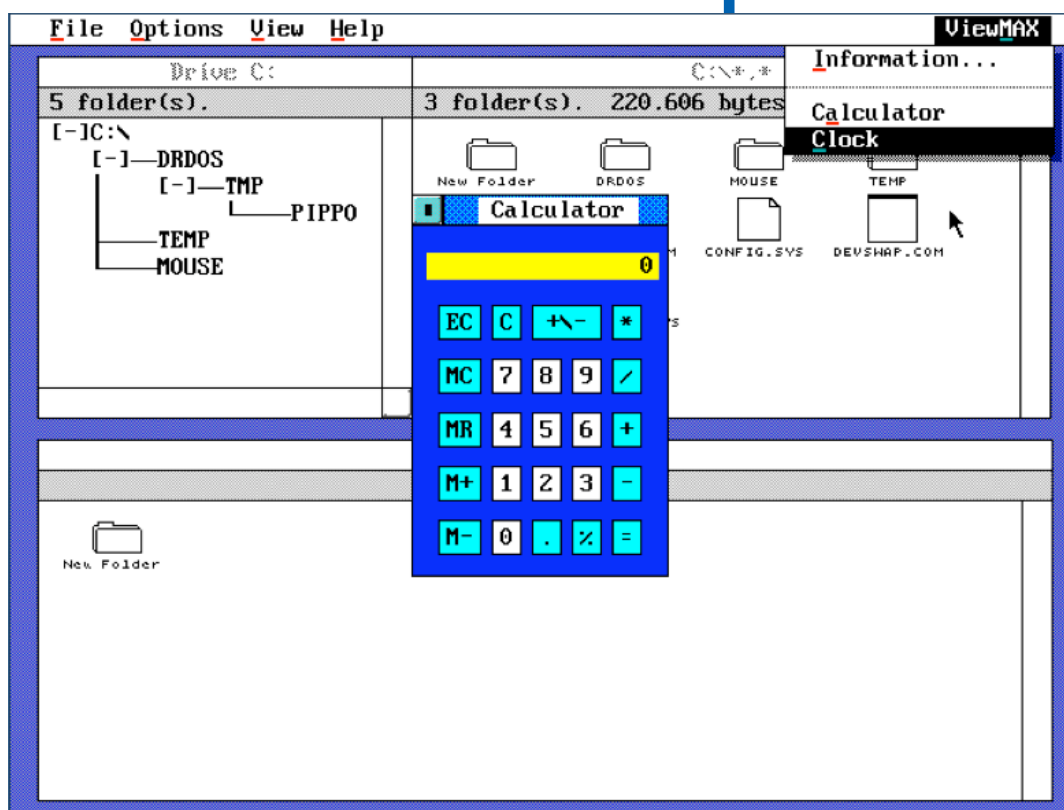 File Options View Help ViewMAX
Information...
Calculator
Clock
Drive C:
5 folder(s).
[-]C:\
[-]—DRDOS
[-]—TMP
PIPPO
TEMP
MOUSE
C:\*.*
3 folder(s). 220.606 bytes
New Folder DRDOS MOUSE TEMP
CONFIG.SYS DEVSWAP.COM
Calculator
0
EC C +\- *
MC 7 8 9 /
MR 4 5 6 +
M+ 1 2 3 -
M- 0 . % =
New Folder